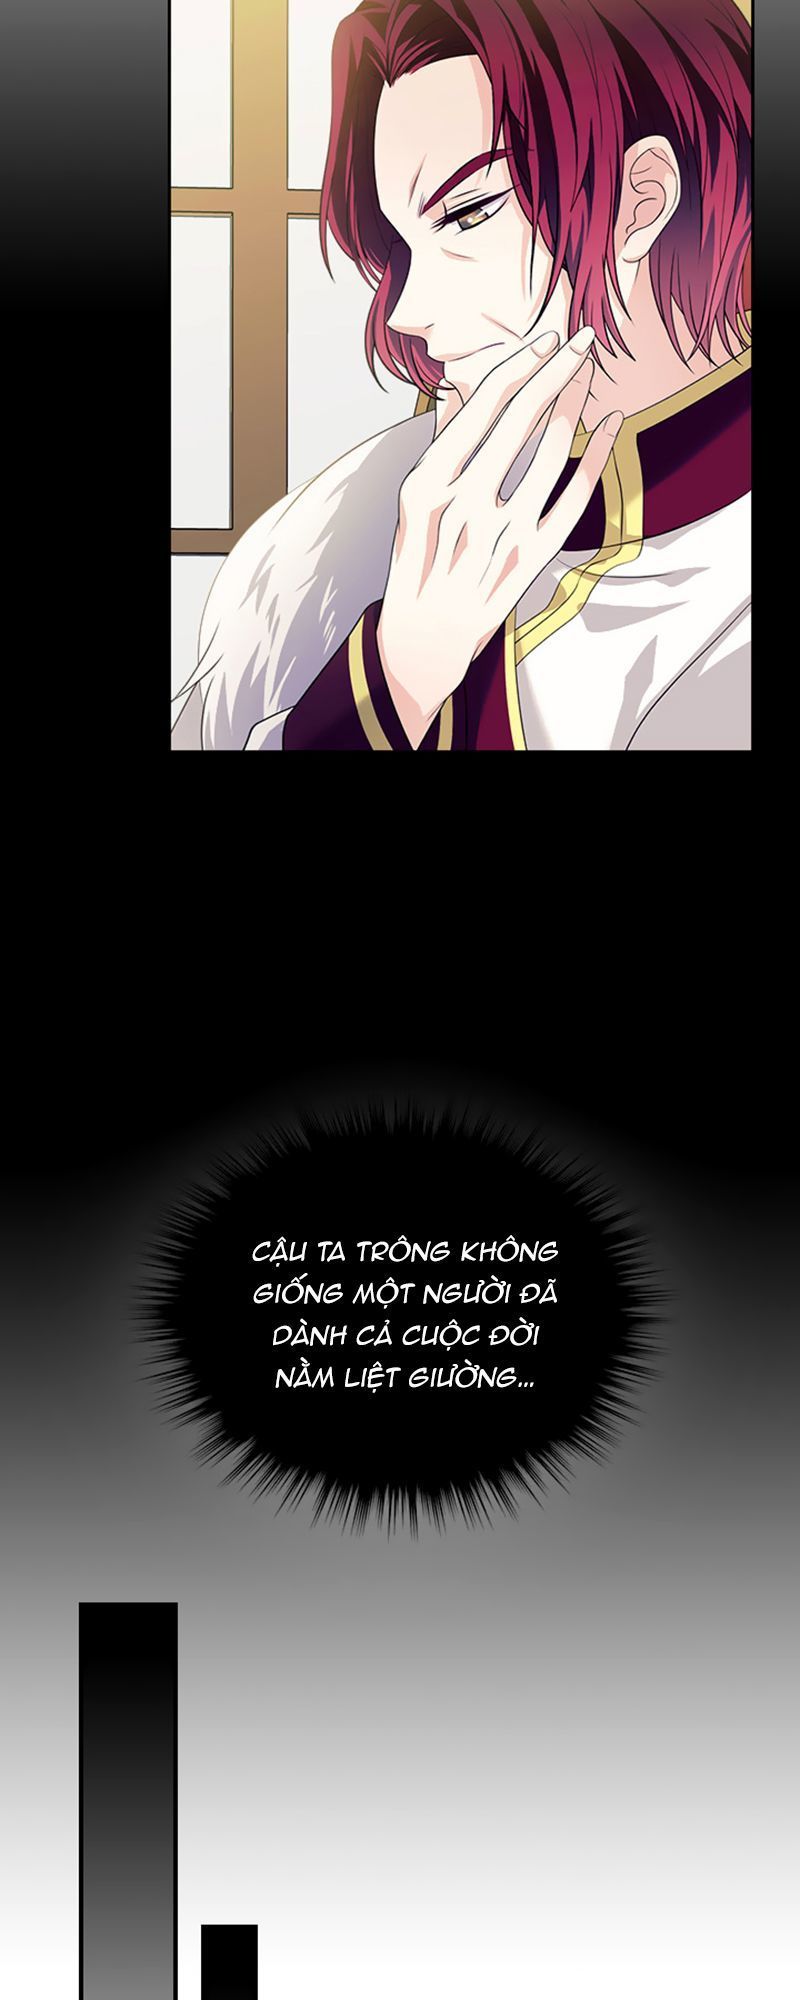 CẬU TA TRÔNG KHÔNG
GIỐNG MỘT NGƯỜI ĐÃ
DÀNH CẢ CUỘC ĐỜI
NẰM LIỆT GIƯỜNG...